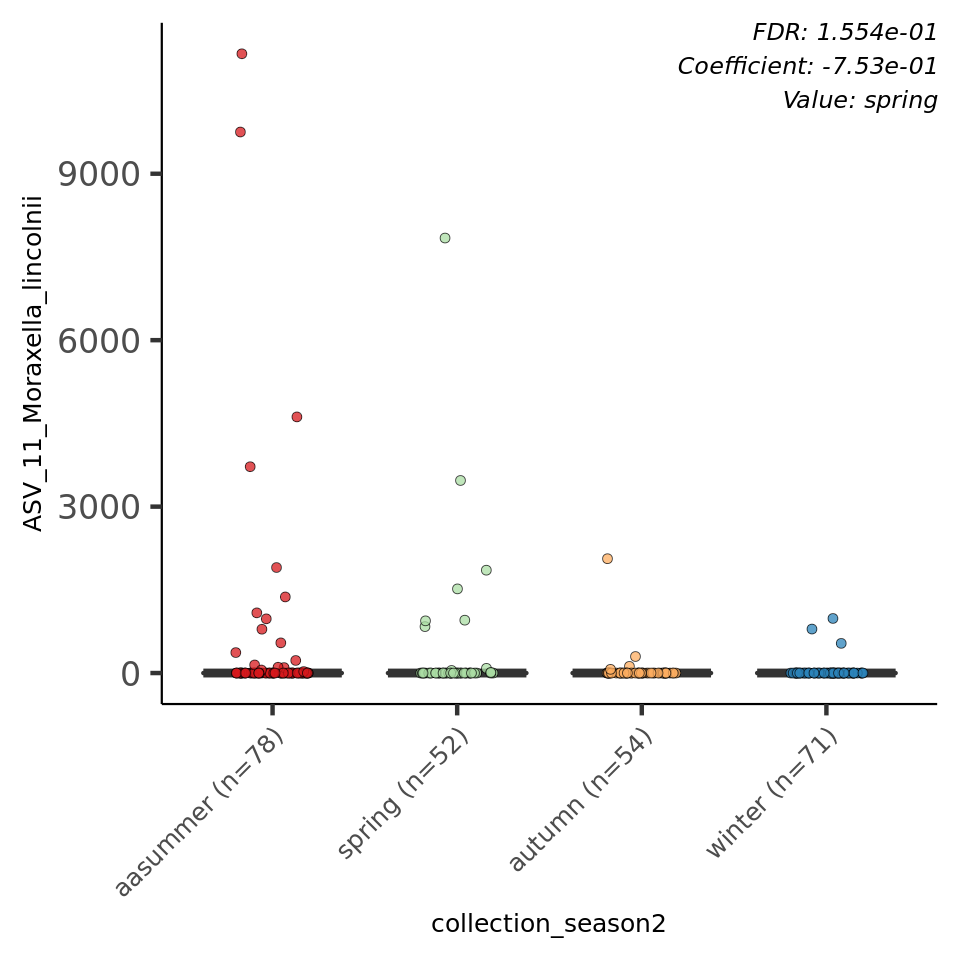 FDR: 1.554e-01
Coefficient: -7.53e-01
Value: spring
ASV_11_Moraxella_lincolnii
9000
6000
3000
0
aasummer (n=78)
spring (n=52)
autumn (n=54)
winter (n=71)
collection_season2